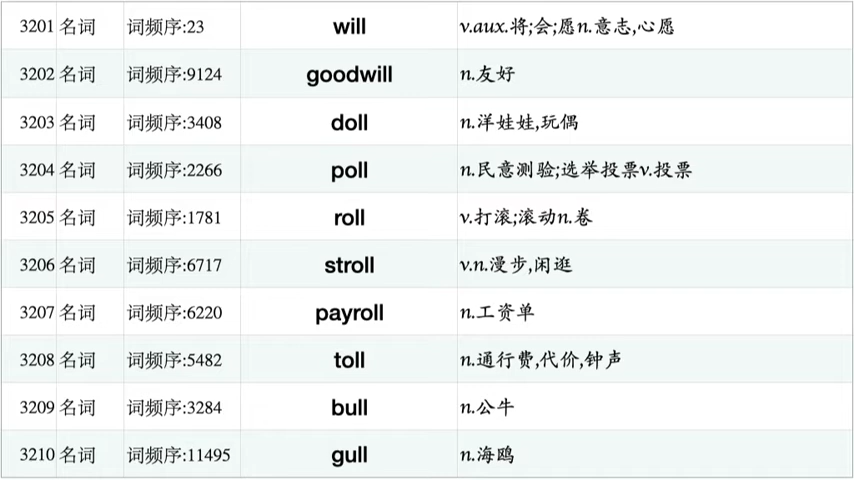 3201 名词 词频序:23 will v.aux.将;会;愿n.意志,心愿
3202 名词 词频序:9124 goodwill n.友好
3203 名词 词频序:3408 doll n.洋娃娃,玩偶
3204 名词 词频序:2266 poll n.民意测验;选举投票v.投票
3205 名词 词频序:1781 roll v.打滚;滚动n.卷
3206 名词 词频序:6717 stroll v.n.漫步,闲逛
3207 名词 词频序:6220 payroll n.工资单
3208 名词 词频序:5482 toll n.通行费,代价,钟声
3209 名词 词频序:3284 bull n.公牛
3210 名词 词频序:11495 gull n.海鸥